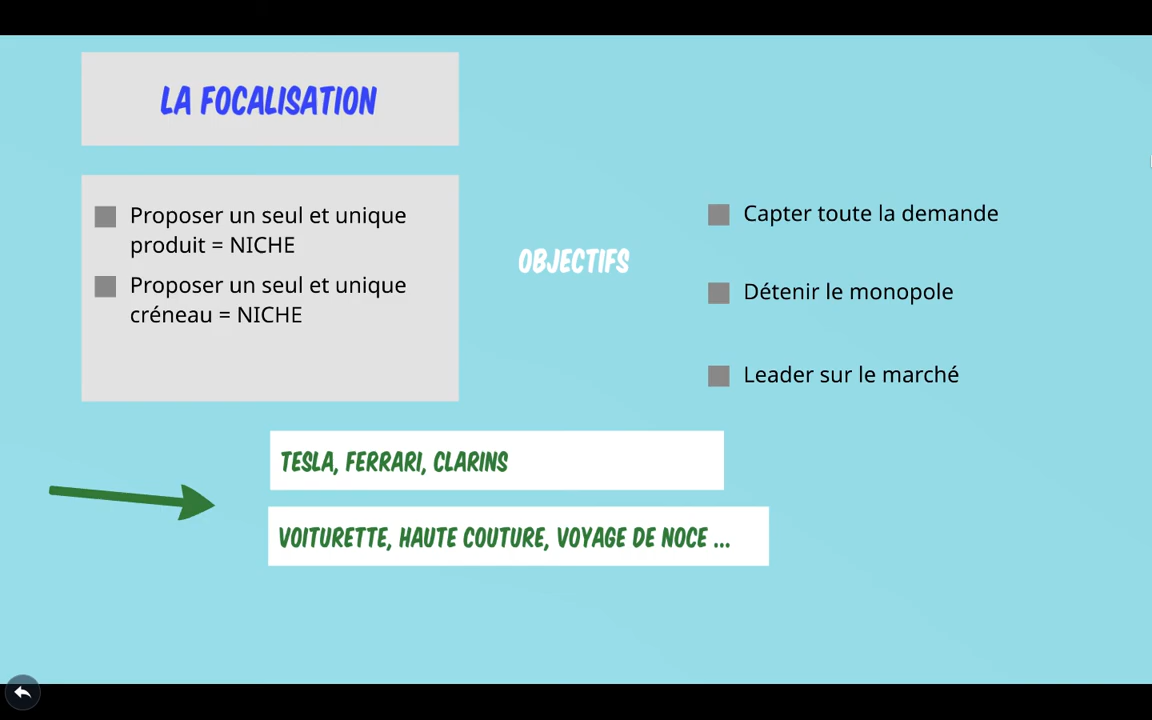 LA FOCALISATION
Proposer un seul et unique
produit = NICHE
Proposer un seul et unique
créneau = NICHE
OBJECTIFS
Capter toute la demande
Détenir le monopole
Leader sur le marché
TESLA, FERRARI, CLARINS
VOITURETTE, HAUTE COUTURE, VOYAGE DE NOCE ...